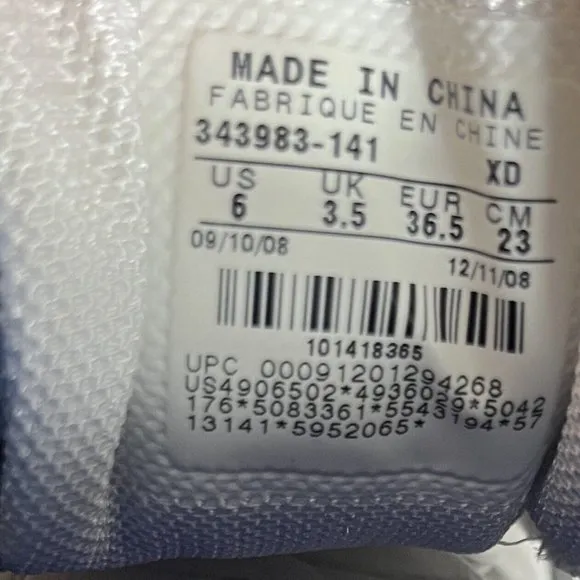 MADE IN CHINA
FABRIQUE EN CHINE
343983-141 XD
US UK EUR CM
6 3.5 36.5 23
09/10/08 12/11/08
101418365
UPC 00091201294268
US4906502*4936029*5042
176*5083361*5543194*57
13141*5952065*